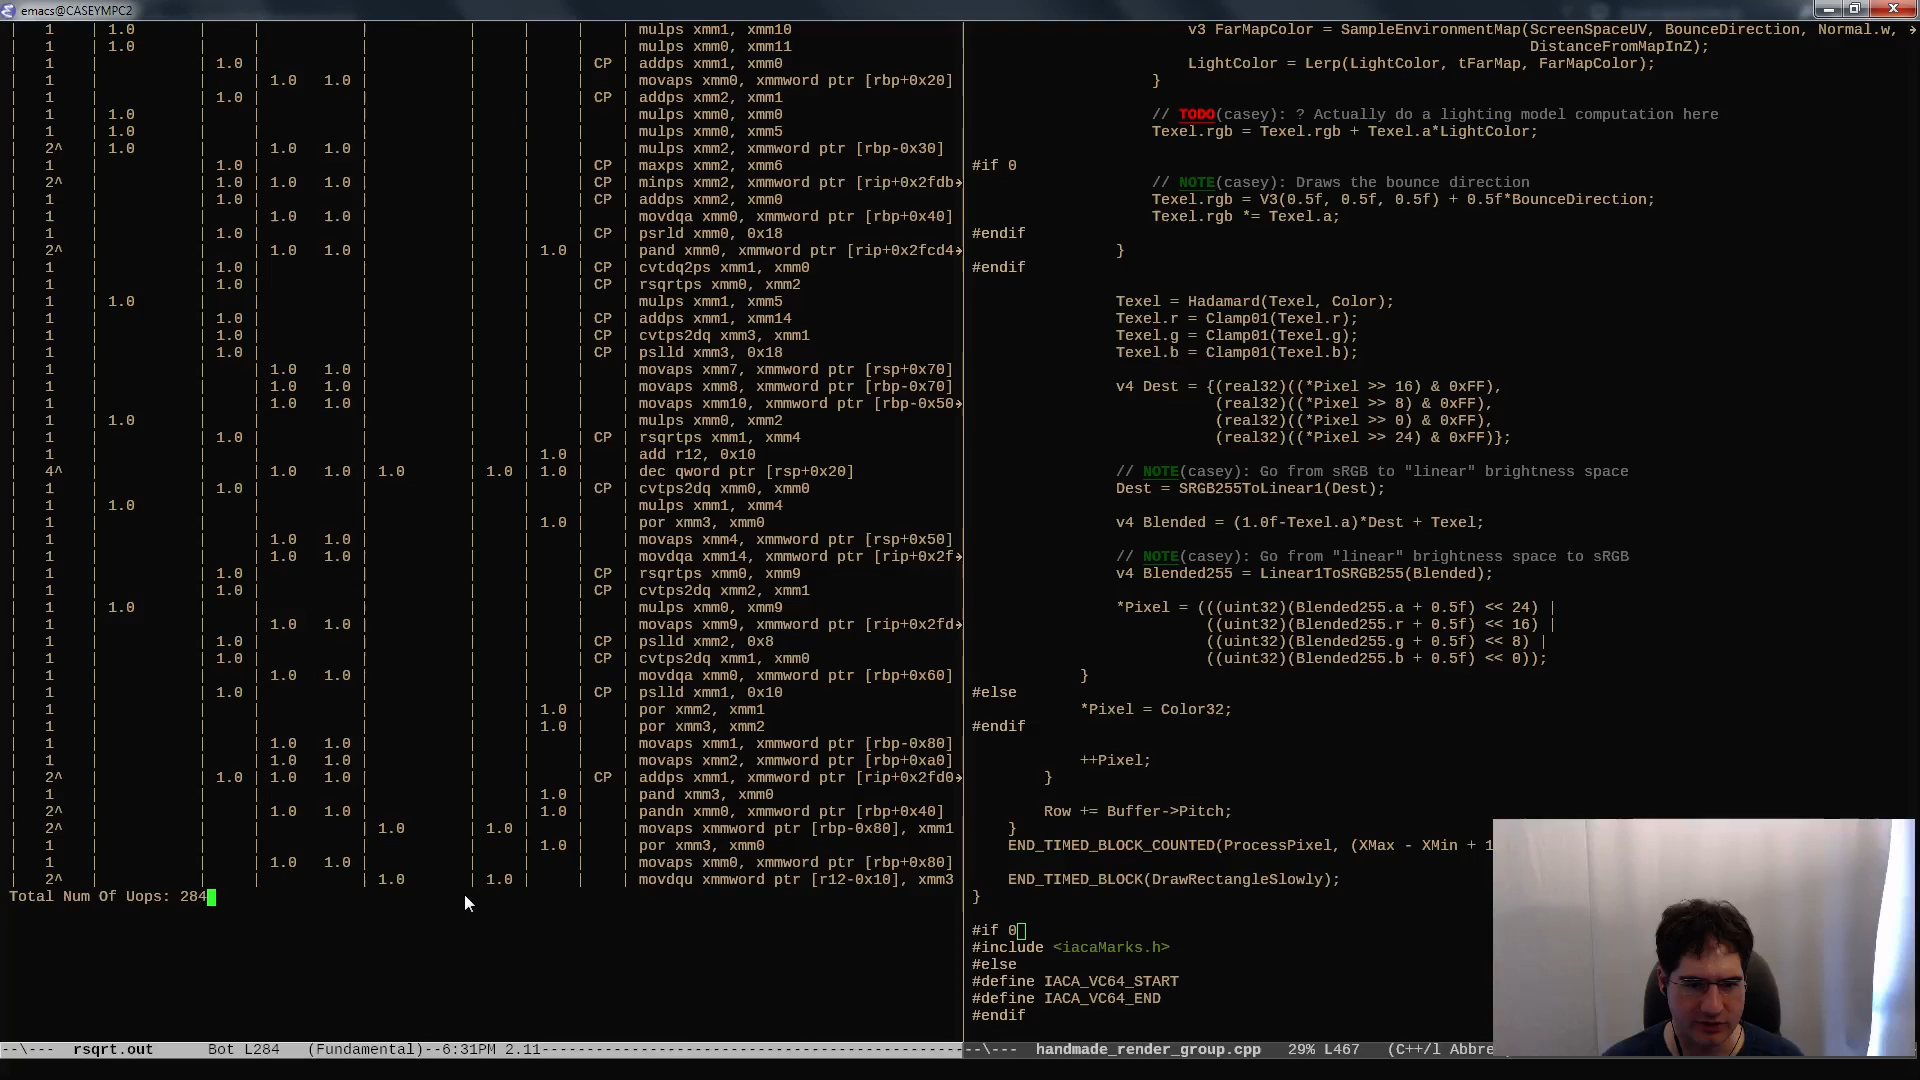 emacs@CASEYMPC2
| 1 | 1.0 | | | | | | | | mulps xmm1, xmm10
| 1 | 1.0 | | | | | | | | mulps xmm0, xmm11
| 1 | | 1.0 | | | | | CP | addps xmm1, xmm0
| 1 | | | 1.0 1.0 | | | | | movaps xmm0, xmmword ptr [rbp+0x20]
| 1 | | 1.0 | | | | | CP | addps xmm2, xmm1
| 1 | 1.0 | | | | | | | mulps xmm0, xmm0
| 1 | 1.0 | | | | | | | mulps xmm0, xmm5
| 2^ | 1.0 | | 1.0 1.0 | | | | | mulps xmm2, xmmword ptr [rbp-0x30]
| 1 | | 1.0 | | | | | CP | maxps xmm2, xmm6
| 2^ | | 1.0 | 1.0 1.0 | | | | CP | minps xmm2, xmmword ptr [rip+0x2fdb
| 1 | | 1.0 | | | | | CP | addps xmm2, xmm0
| 1 | | | 1.0 1.0 | | | | | movdqa xmm0, xmmword ptr [rbp+0x40]
| 1 | | 1.0 | | | | | CP | psrld xmm0, 0x18
| 2^ | | | 1.0 1.0 | | | 1.0 | | pand xmm0, xmmword ptr [rip+0x2fcd4
| 1 | | 1.0 | | | | | CP | cvtdq2ps xmm1, xmm0
| 1 | | 1.0 | | | | | CP | rsqrtps xmm0, xmm2
| 1 | 1.0 | | | | | | | mulps xmm1, xmm5
| 1 | | 1.0 | | | | | CP | addps xmm1, xmm14
| 1 | | 1.0 | | | | | CP | cvtps2dq xmm3, xmm1
| 1 | | 1.0 | | | | | CP | pslld xmm3, 0x18
| 1 | | | 1.0 1.0 | | | | | movaps xmm7, xmmword ptr [rsp+0x70]
| 1 | | | 1.0 1.0 | | | | | movaps xmm8, xmmword ptr [rbp-0x70]
| 1 | | | 1.0 1.0 | | | | | movaps xmm10, xmmword ptr [rbp-0x50
| 1 | 1.0 | | | | | | | mulps xmm0, xmm2
| 1 | | 1.0 | | | | | CP | rsqrtps xmm1, xmm4
| 1 | | | | | | 1.0 | | add r12, 0x10
| 4^ | | | 1.0 1.0 | 1.0 | 1.0 | 1.0 | | dec qword ptr [rsp+0x20]
| 1 | | 1.0 | | | | | CP | cvtps2dq xmm0, xmm0
| 1 | 1.0 | | | | | | | mulps xmm1, xmm4
| 1 | | | | | | 1.0 | | por xmm3, xmm0
| 1 | | | 1.0 1.0 | | | | | movaps xmm4, xmmword ptr [rsp+0x50]
| 1 | | | 1.0 1.0 | | | | | movdqa xmm14, xmmword ptr [rip+0x2f
| 1 | | 1.0 | | | | | CP | rsqrtps xmm0, xmm9
| 1 | | 1.0 | | | | | CP | cvtps2dq xmm2, xmm1
| 1 | 1.0 | | | | | | | mulps xmm0, xmm9
| 1 | | | 1.0 1.0 | | | | | movaps xmm9, xmmword ptr [rip+0x2fd
| 1 | | 1.0 | | | | | CP | pslld xmm2, 0x8
| 1 | | 1.0 | | | | | CP | cvtps2dq xmm1, xmm0
| 1 | | | 1.0 1.0 | | | | | movdqa xmm0, xmmword ptr [rbp+0x60]
| 1 | | 1.0 | | | | | CP | pslld xmm1, 0x10
| 1 | | | | | | 1.0 | | por xmm2, xmm1
| 1 | | | | | | 1.0 | | por xmm3, xmm2
| 1 | | | 1.0 1.0 | | | | | movaps xmm1, xmmword ptr [rbp-0x80]
| 1 | | | 1.0 1.0 | | | | | movaps xmm2, xmmword ptr [rbp+0xa0]
| 2^ | | 1.0 | 1.0 1.0 | | | | CP | addps xmm1, xmmword ptr [rip+0x2fd0
| 1 | | | | | | 1.0 | | pand xmm3, xmm0
| 2^ | | | 1.0 1.0 | | | 1.0 | | pandn xmm0, xmmword ptr [rbp+0x40]
| 2^ | | | | 1.0 | 1.0 | | | movaps xmmword ptr [rbp-0x80], xmm1
| 1 | | | | | | 1.0 | | por xmm3, xmm0
| 1 | | | 1.0 1.0 | | | | | movaps xmm0, xmmword ptr [rbp+0x80]
| 2^ | | | | 1.0 | 1.0 | | | movdqu xmmword ptr [r12-0x10], xmm3
Total Num Of Uops: 284
--\--- rsqrt.out Bot L284 (Fundamental)--6:31PM 2.11
v3 FarMapColor = SampleEnvironmentMap(ScreenSpaceUV, BounceDirection, Normal.w,
DistanceFromMapInZ);
LightColor = Lerp(LightColor, tFarMap, FarMapColor);
}
// TODO(casey): ? Actually do a lighting model computation here
Texel.rgb = Texel.rgb + Texel.a*LightColor;
#if 0
// NOTE(casey): Draws the bounce direction
Texel.rgb = V3(0.5f, 0.5f, 0.5f) + 0.5f*BounceDirection;
Texel.rgb *= Texel.a;
#endif
}
#endif
Texel = Hadamard(Texel, Color);
Texel.r = Clamp01(Texel.r);
Texel.g = Clamp01(Texel.g);
Texel.b = Clamp01(Texel.b);
v4 Dest = {(real32)((*Pixel >> 16) & 0xFF),
(real32)((*Pixel >> 8) & 0xFF),
(real32)((*Pixel >> 0) & 0xFF),
(real32)((*Pixel >> 24) & 0xFF)};
// NOTE(casey): Go from sRGB to "linear" brightness space
Dest = SRGB255ToLinear1(Dest);
v4 Blended = (1.0f-Texel.a)*Dest + Texel;
// NOTE(casey): Go from "linear" brightness space to sRGB
v4 Blended255 = Linear1ToSRGB255(Blended);
*Pixel = (((uint32)(Blended255.a + 0.5f) << 24) |
((uint32)(Blended255.r + 0.5f) << 16) |
((uint32)(Blended255.g + 0.5f) << 8) |
((uint32)(Blended255.b + 0.5f) << 0));
}
#else
*Pixel = Color32;
#endif
++Pixel;
}
Row += Buffer->Pitch;
}
END_TIMED_BLOCK_COUNTED(ProcessPixel, (XMax - XMin + 1
END_TIMED_BLOCK(DrawRectangleSlowly);
}
#if 0
#include <iacaMarks.h>
#else
#define IACA_VC64_START
#define IACA_VC64_END
#endif
--\--- handmade_render_group.cpp 29% L467 (C++/l Abbre